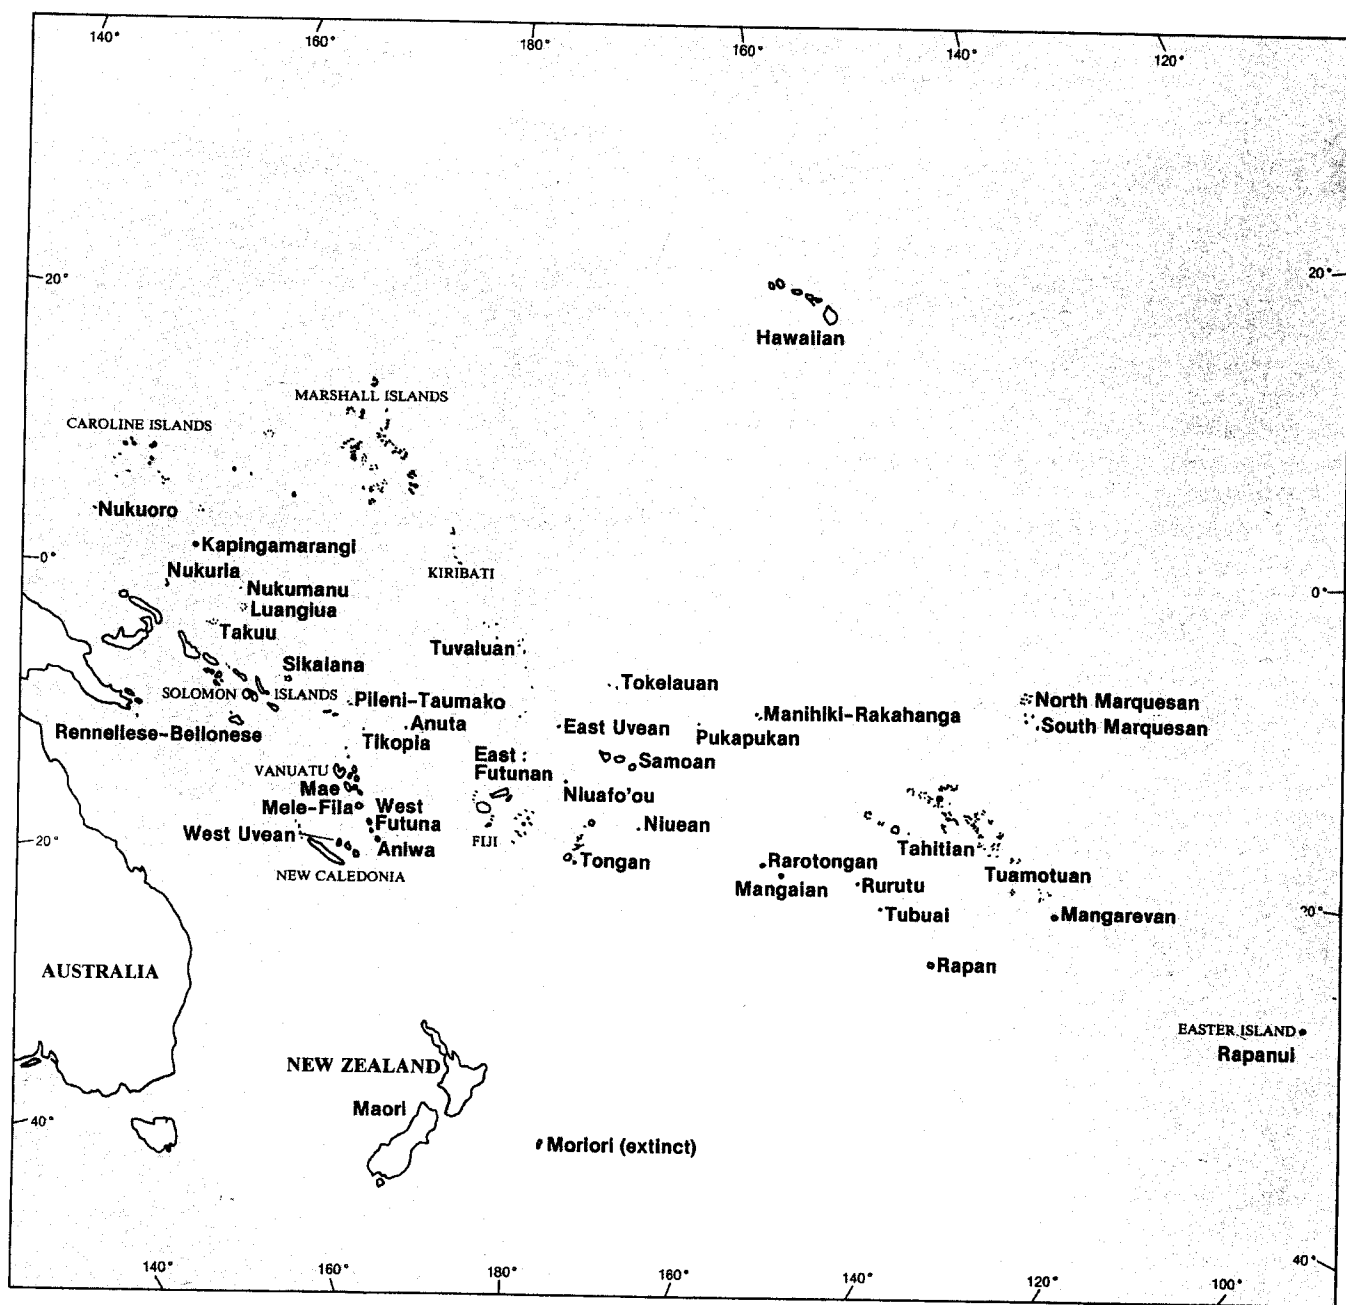 140°
160°
180°
160°
140°
120°
20°
20°
Hawaiian
MARSHALL ISLANDS
CAROLINE ISLANDS
Nukuoro
Kapingamarangi
0°
Nukuria
KIRIBATI
Nukumanu
0°
Luangiua
Takuu
Tuvaluan
Sikaiana
Tokelauan
SOLOMON ISLANDS
Pileni-Taumako
North Marquesan
Manihiki-Rakahanga
Anuta
East Uvean
South Marquesan
Rennellese-Bellonese
Tikopia
Pukapukan
East
Futunan
Samoan
VANUATU
Mae
Niuafo'ou
Mele-Fila
West
Futuna
Niuean
West Uvean
20°
FIJI
Aniwa
Tahitian
Tongan
Rarotongan
NEW CALEDONIA
Tuamotuan
Mangaian
Rurutu
Tubuai
20°
Mangarevan
AUSTRALIA
Rapan
EASTER ISLAND
Rapanui
NEW ZEALAND
Maori
40°
Moriori (extinct)
40°
140°
160°
180°
160°
140°
120°
100°